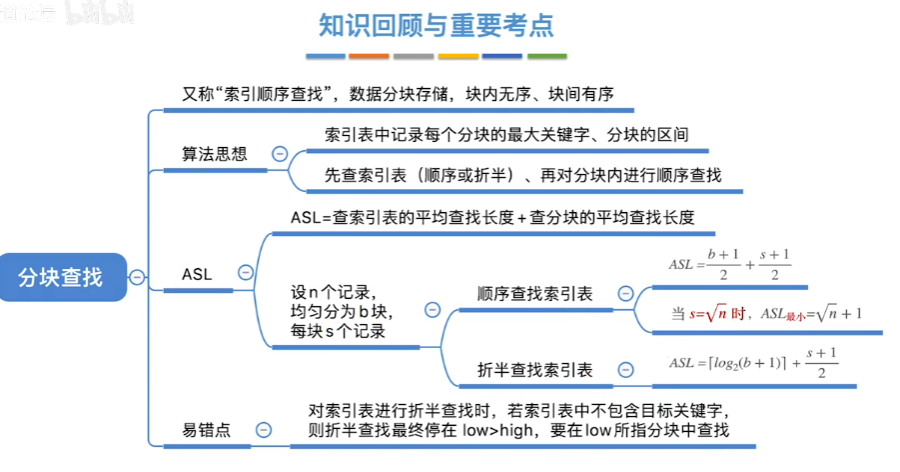 知识回顾与重要考点
又称“索引顺序查找”，数据分块存储，块内无序、块间有序
算法思想
索引表中记录每个分块的最大关键字、分块的区间
先查索引表（顺序或折半）、再对分块内进行顺序查找
分块查找
ASL
ASL=查索引表的平均查找长度+查分块的平均查找长度
设n个记录，
均匀分为b块，
每块s个记录
顺序查找索引表
ASL=\frac{b+1}{2}+\frac{s+1}{2}
当 s=√n 时，ASL最小=√n+1
折半查找索引表
ASL=⌈log₂(b+1)⌉+\frac{s+1}{2}
易错点
对索引表进行折半查找时，若索引表中不包含目标关键字，
则折半查找最终停在 low>high，要在low所指分块中查找